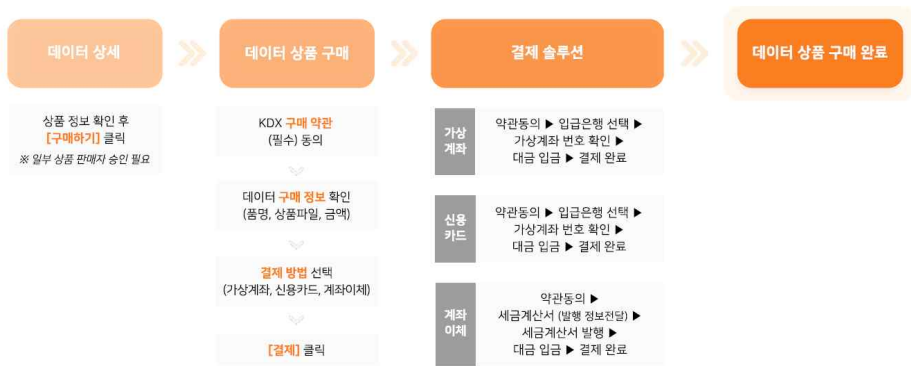 데이터 상세
데이터 상품 구매
결제 솔루션
데이터 상품 구매 완료
상품 정보 확인 후
[구매하기] 클릭
※ 일부 상품 판매자 승인 필요
KDX 구매 약관
(필수) 동의
데이터 구매 정보 확인
(품명, 상품파일, 금액)
결제 방법 선택
(가상계좌, 신용카드, 계좌이체)
[결제] 클릭
가상
계좌
약관동의 ▶ 입급은행 선택 ▶
가상계좌 번호 확인 ▶
대금 입금 ▶ 결제 완료
신용
카드
약관동의 ▶ 입급은행 선택 ▶
가상계좌 번호 확인 ▶
대금 입금 ▶ 결제 완료
계좌
이체
약관동의 ▶
세금계산서 (발행 정보전달) ▶
세금계산서 발행 ▶
대금 입금 ▶ 결제 완료